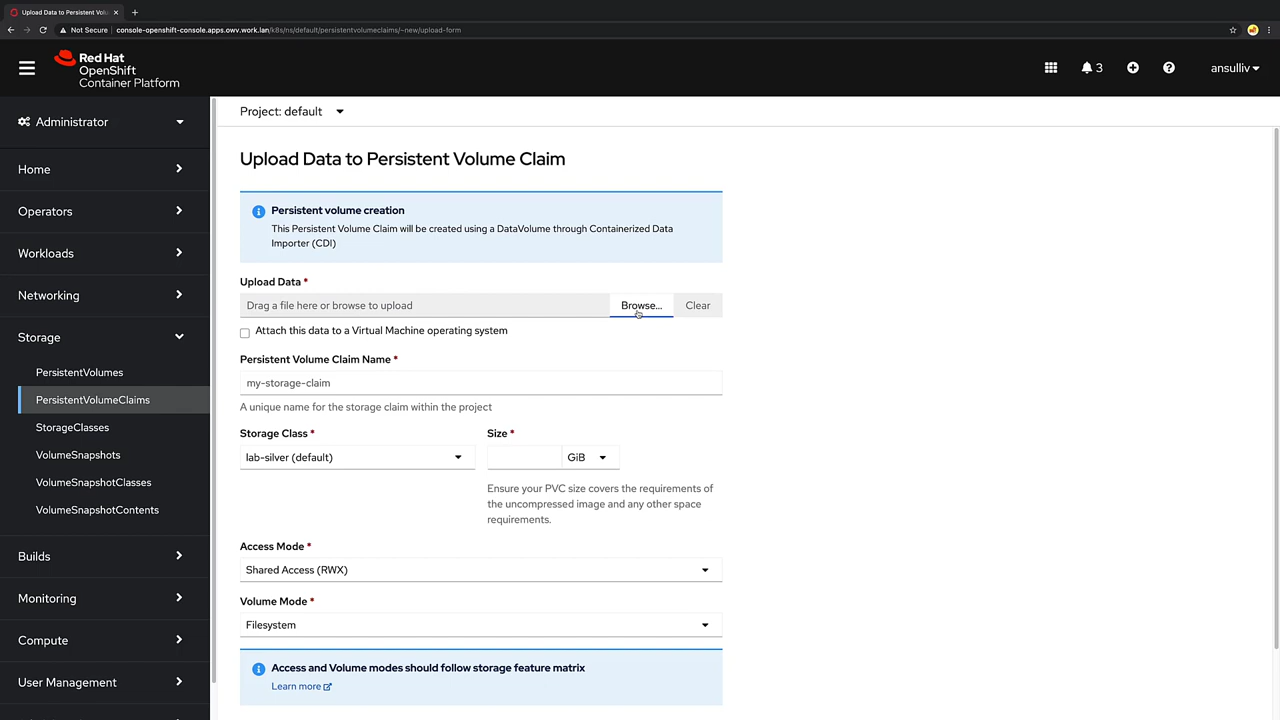 Upload Data to Persistent Volu
Not Secure
console-openshift-console.apps.owv.work.lan/k8s/ns/default/persistentvolumeclaims/~new/upload-form
Red Hat
OpenShift
Container Platform
3
ansulliv
Administrator
Home
Operators
Workloads
Networking
Storage
PersistentVolumes
PersistentVolumeClaims
StorageClasses
VolumeSnapshots
VolumeSnapshotClasses
VolumeSnapshotContents
Builds
Monitoring
Compute
User Management
Project: default
Upload Data to Persistent Volume Claim
Persistent volume creation
This Persistent Volume Claim will be created using a DataVolume through Containerized Data
Importer (CDI)
Upload Data *
Drag a file here or browse to upload
Browse...
Clear
Attach this data to a Virtual Machine operating system
Persistent Volume Claim Name *
my-storage-claim
A unique name for the storage claim within the project
Storage Class *
lab-silver (default)
Size *
GiB
Ensure your PVC size covers the requirements of
the uncompressed image and any other space
requirements.
Access Mode *
Shared Access (RWX)
Volume Mode *
Filesystem
Access and Volume modes should follow storage feature matrix
Learn more